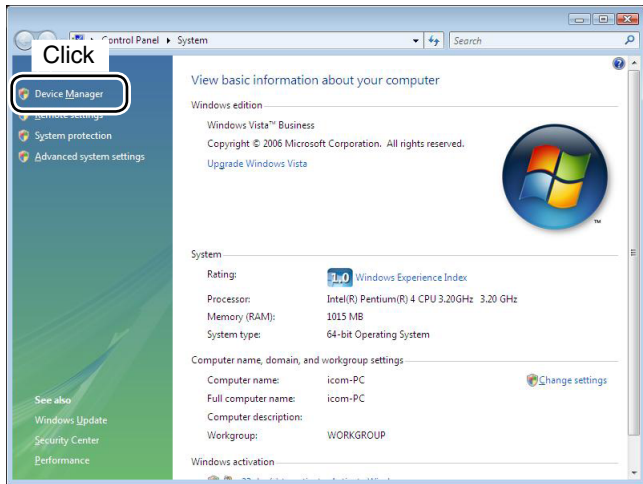 Control Panel ▸ System
Search
Click
Device Manager
Remote settings
System protection
Advanced system settings
View basic information about your computer
Windows edition
Windows Vista™ Business
Copyright © 2006 Microsoft Corporation. All rights reserved.
Upgrade Windows Vista
TM
System
Rating:
1.0 Windows Experience Index
Processor: Intel(R) Pentium(R) 4 CPU 3.20GHz 3.20 GHz
Memory (RAM): 1015 MB
System type: 64-bit Operating System
Computer name, domain, and workgroup settings
Computer name: icom-PC
Change settings
Full computer name: icom-PC
Computer description:
Workgroup: WORKGROUP
Windows activation
See also
Windows Update
Security Center
Performance